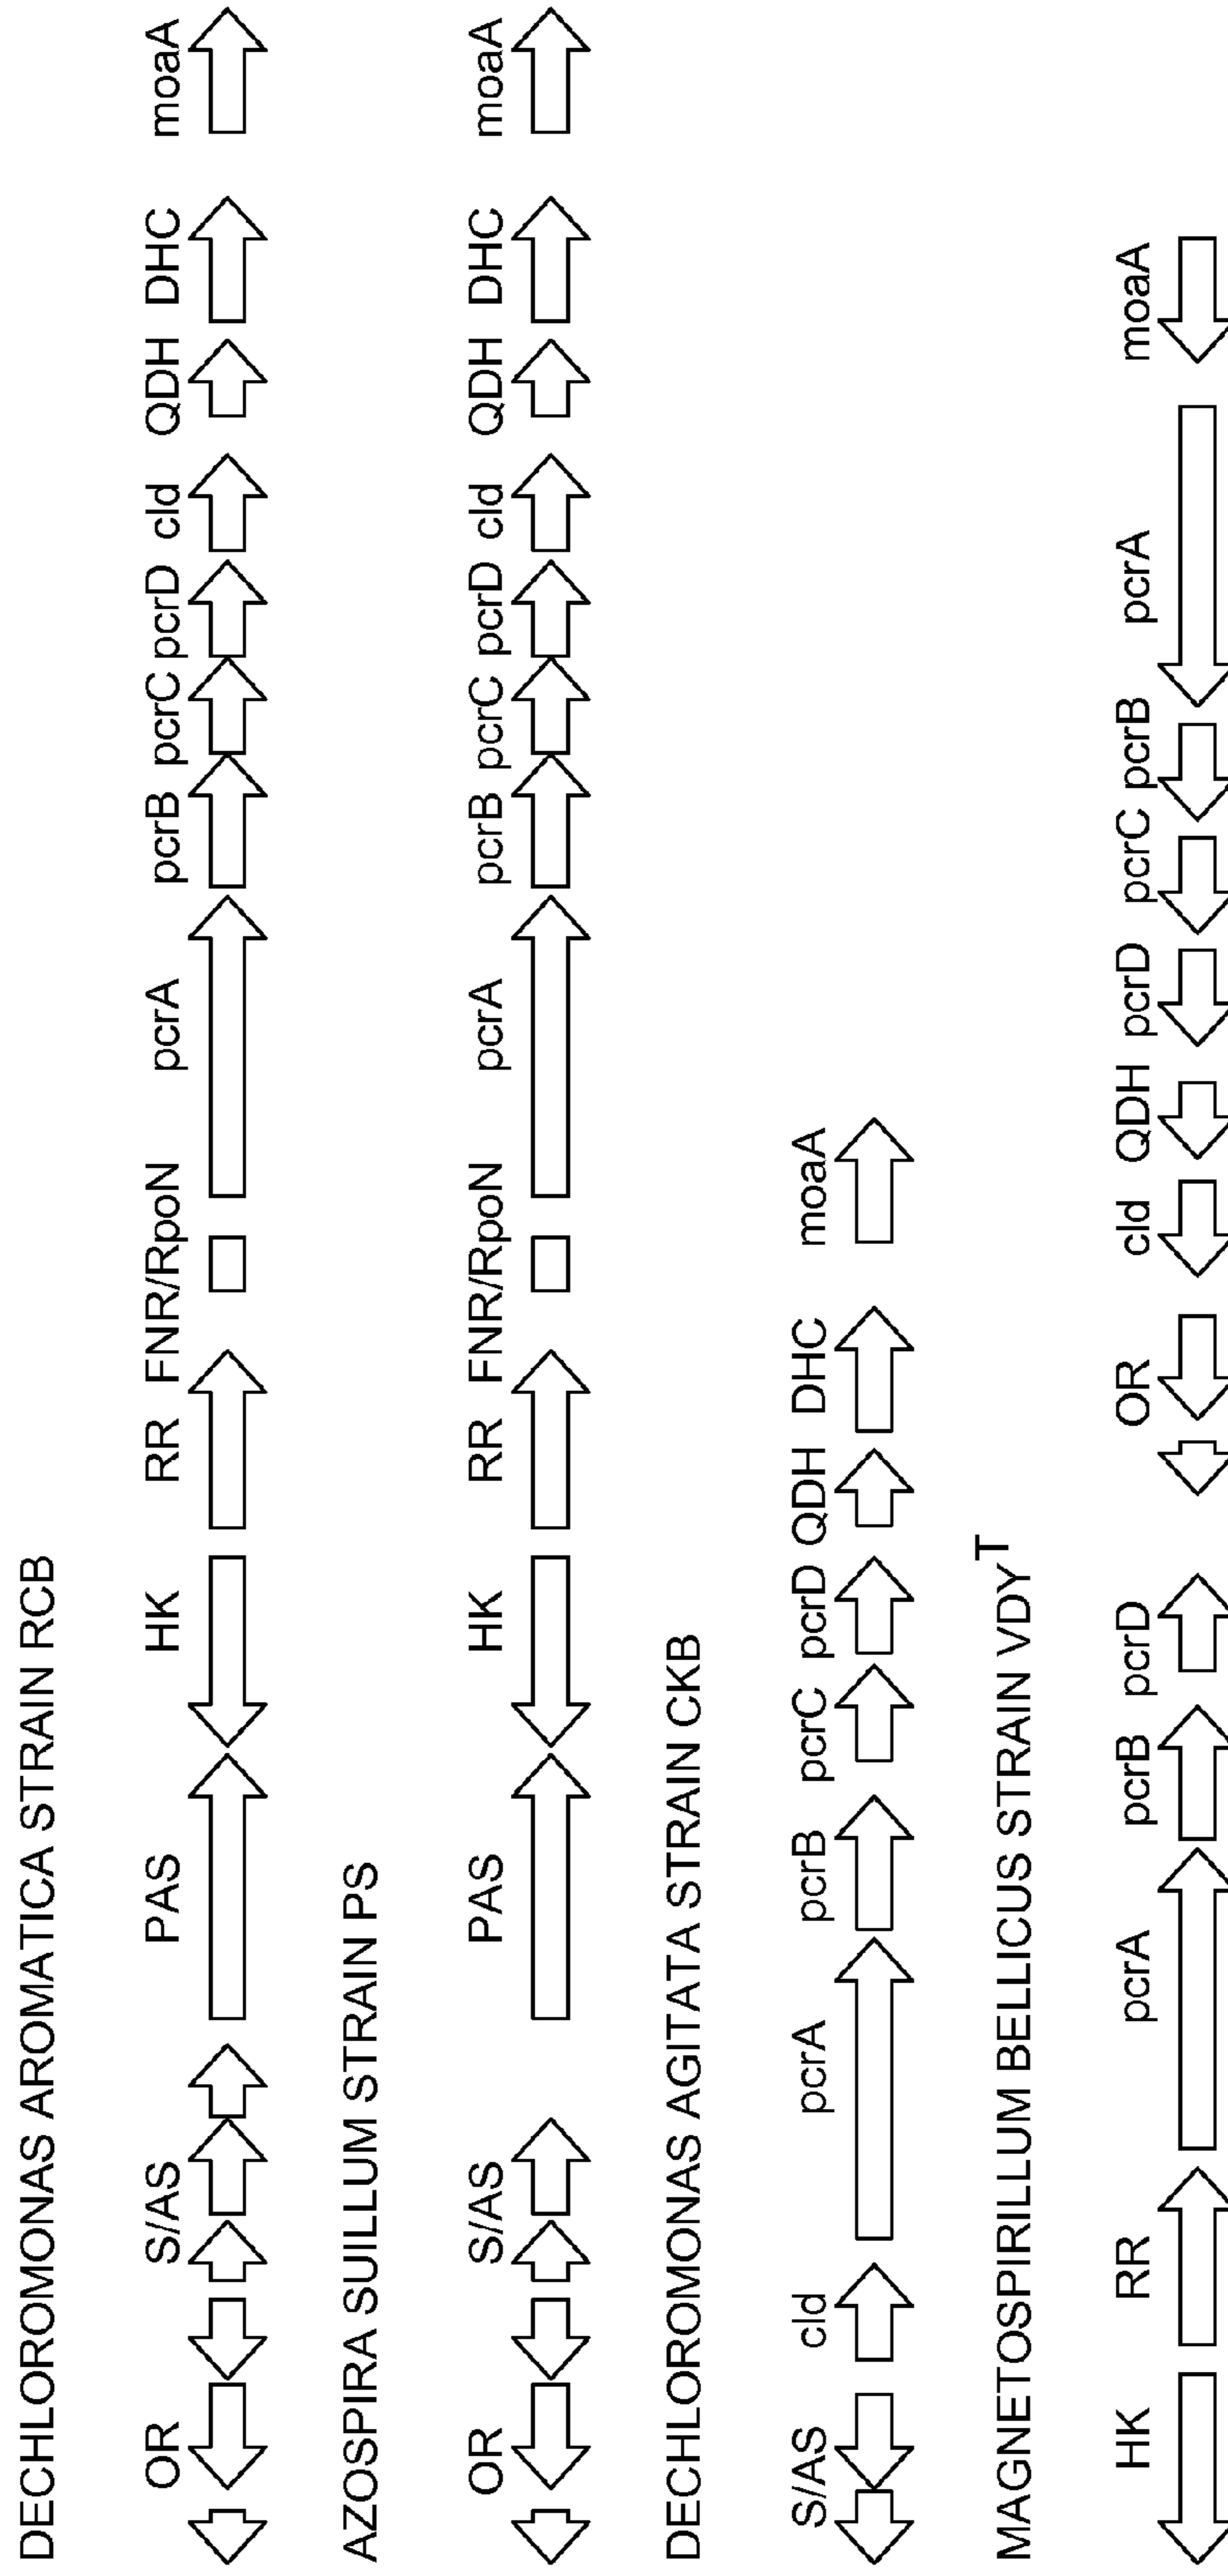 DECHLOROMONAS AROMATICA STRAIN RCB
OR S/AS PAS HK RR FNR/RpoN pcrA pcrB pcrC pcrD cld QDH DHC moaA
AZOSPIRA SUILLUM STRAIN PS
OR S/AS PAS HK RR FNR/RpoN pcrA pcrB pcrC pcrD cld QDH DHC moaA
DECHLOROMONAS AGITATA STRAIN CKB
S/AS cld pcrA pcrB pcrC pcrD QDH DHC moaA
MAGNETOSPIRILLUM BELLICUS STRAIN VDY^T
HK RR pcrA pcrB pcrD OR cld QDH pcrD pcrC pcrB pcrA moaA